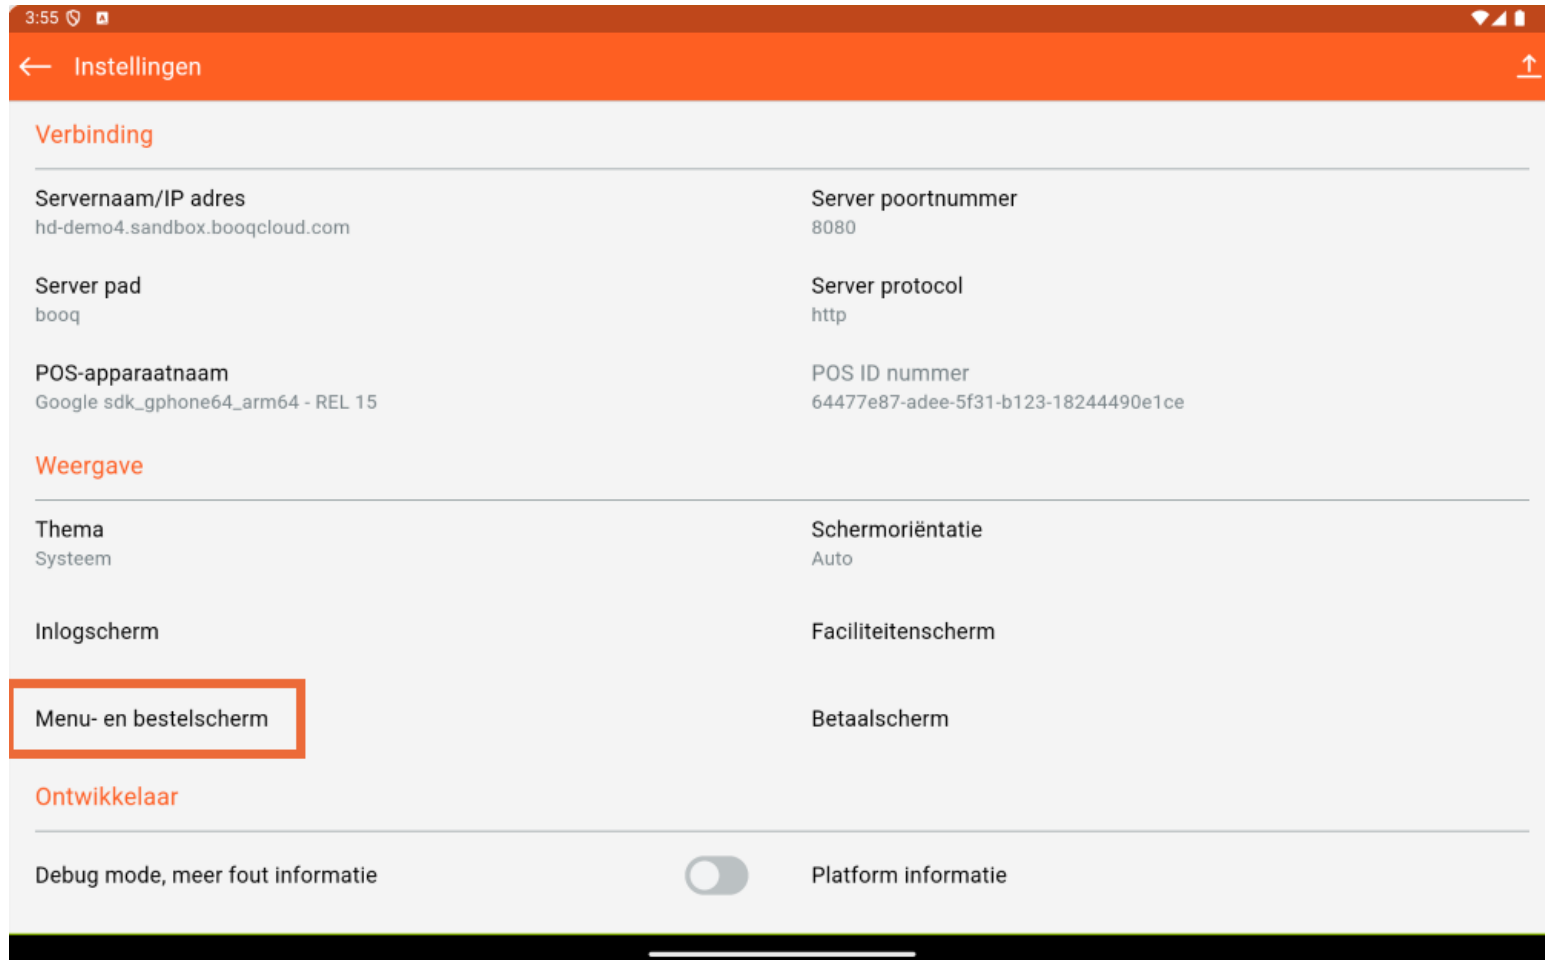 3:55
Instellingen
Verbinding
Servernaam/IP adres
hd-demo4.sandbox.booqcloud.com
Server poortnummer
8080
Server pad
booq
Server protocol
http
POS-apparaatnaam
Google sdk_gphone64_arm64 - REL 15
POS ID nummer
64477e87-adee-5f31-b123-18244490e1ce
Weergave
Thema
Systeem
Schermoriëntatie
Auto
Inlogscherm
Faciliteitenscherm
Menu- en bestelscherm
Betaalscherm
Ontwikkelaar
Debug mode, meer fout informatie
Platform informatie